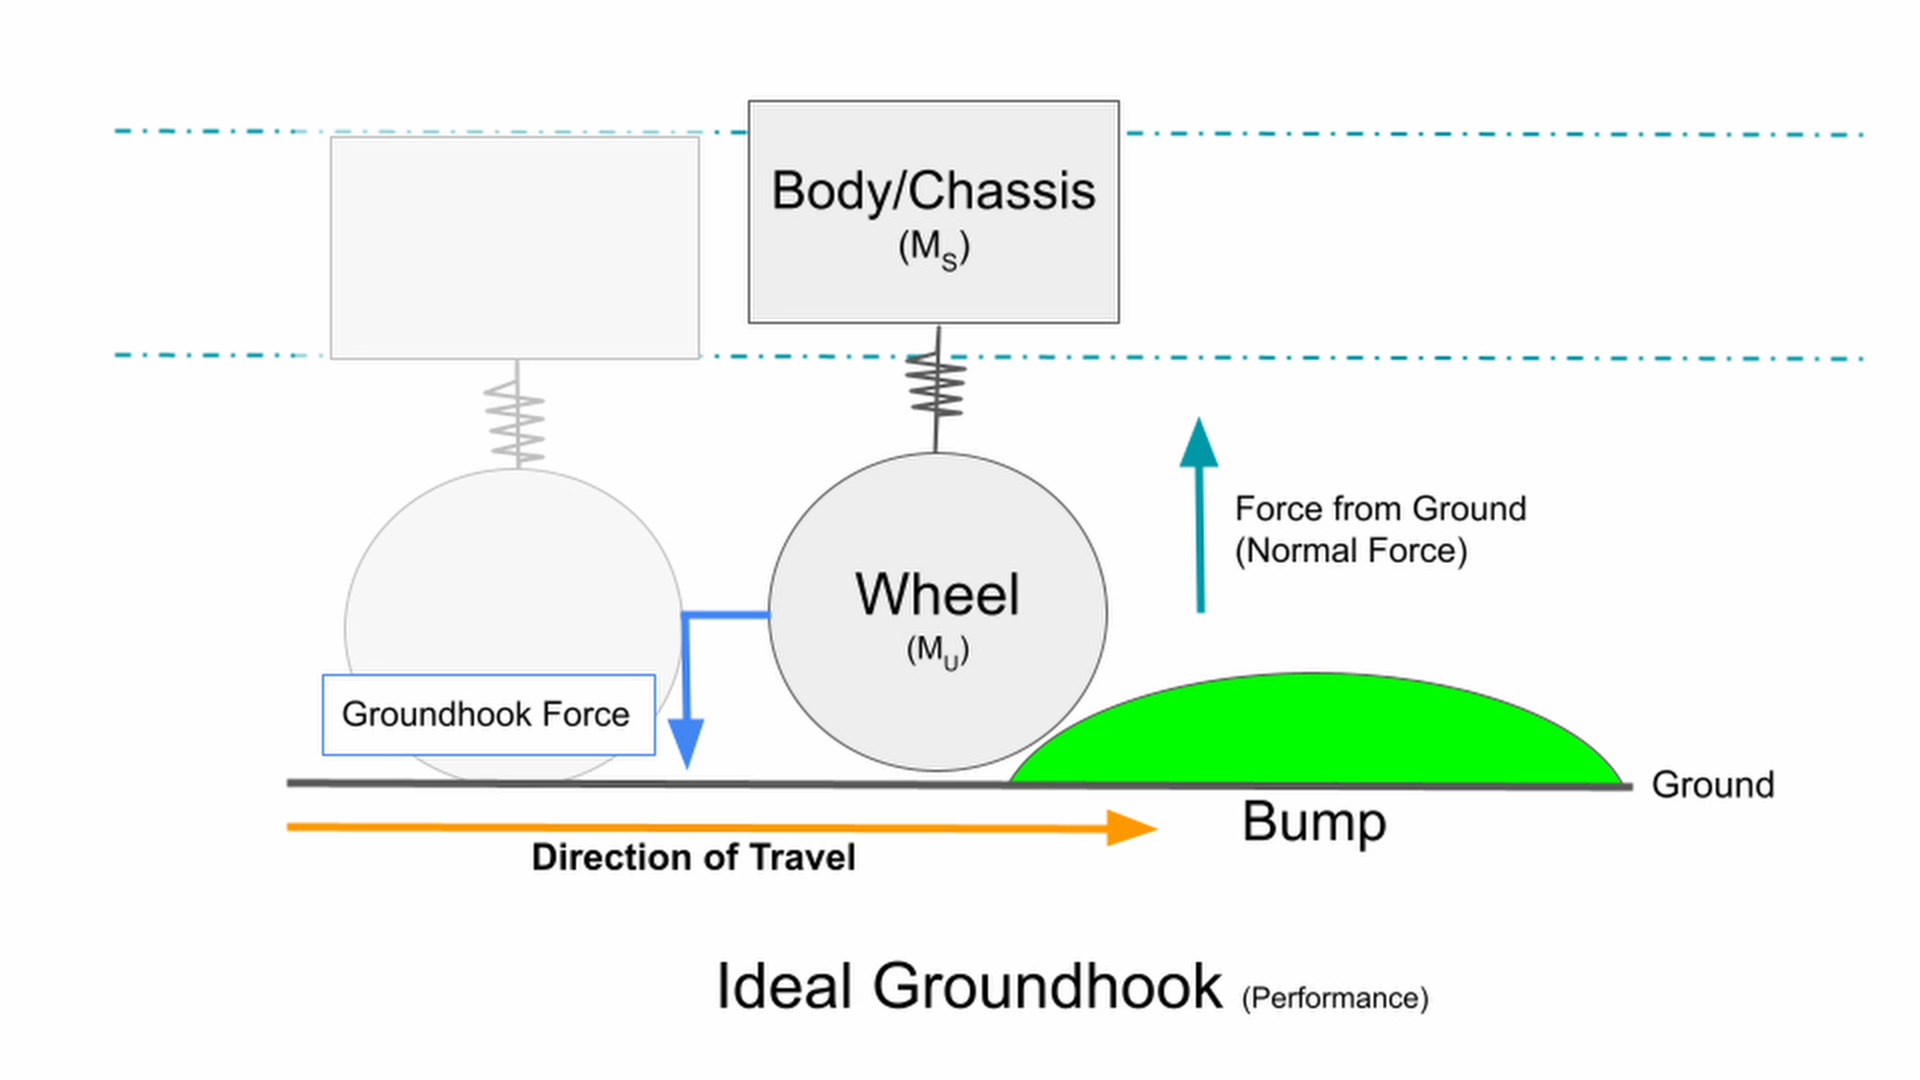 Body/Chassis
(MS)
Force from Ground
(Normal Force)
Wheel
(MU)
Groundhook Force
Ground
Bump
Direction of Travel
Ideal Groundhook (Performance)